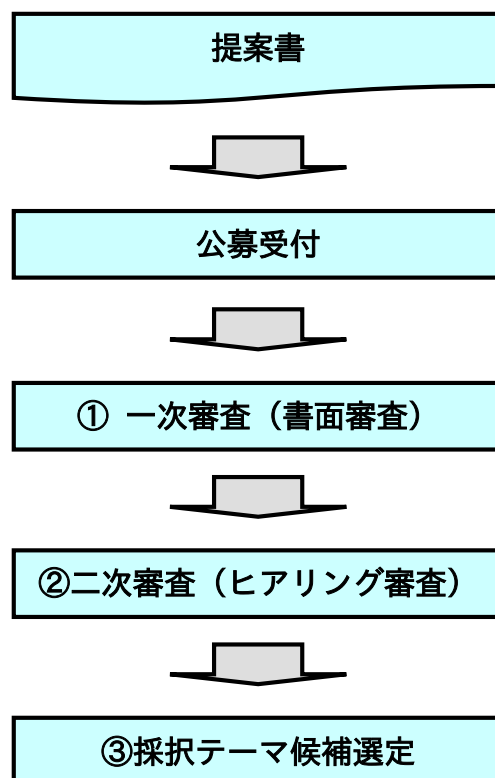 提案書
公募受付
① 一次審査（書面審査）
②二次審査（ヒアリング審査）
③採択テーマ候補選定